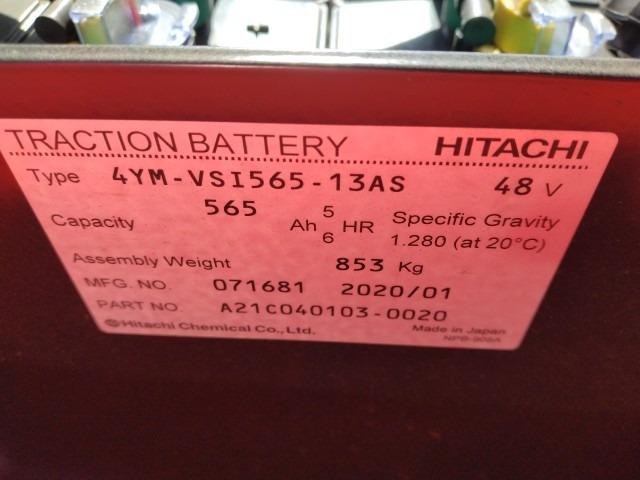 TRACTION BATTERY HITACHI
Type 4YM-VSI565-13AS 48 V
Capacity 565 Ah 5 6 HR Specific Gravity
1.280 (at 20°C)
Assembly Weight 853 Kg
MFG. NO. 071681 2020/01
PART NO. A21C040103-0020
Hitachi Chemical Co., Ltd. Made in Japan